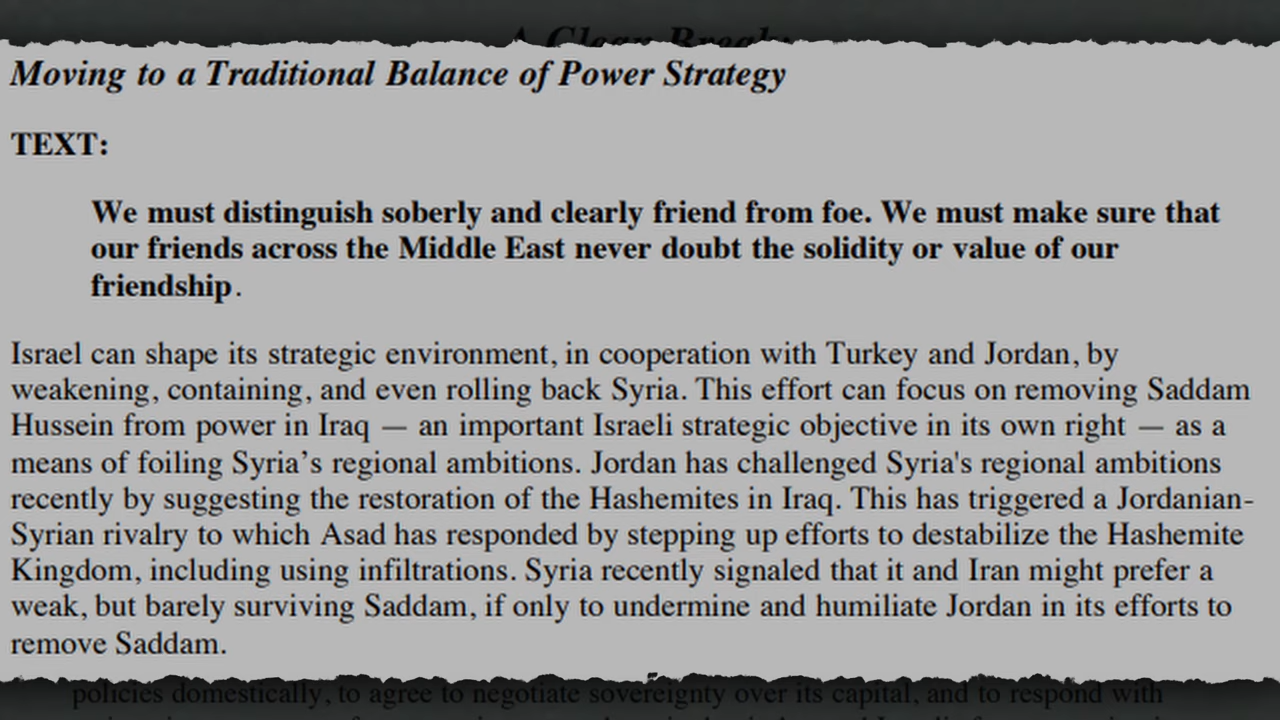 A Clean Break:
Moving to a Traditional Balance of Power Strategy
TEXT:
We must distinguish soberly and clearly friend from foe. We must make sure that
our friends across the Middle East never doubt the solidity or value of our
friendship.
Israel can shape its strategic environment, in cooperation with Turkey and Jordan, by
weakening, containing, and even rolling back Syria. This effort can focus on removing Saddam
Hussein from power in Iraq — an important Israeli strategic objective in its own right — as a
means of foiling Syria’s regional ambitions. Jordan has challenged Syria's regional ambitions
recently by suggesting the restoration of the Hashemites in Iraq. This has triggered a Jordanian-
Syrian rivalry to which Asad has responded by stepping up efforts to destabilize the Hashemite
Kingdom, including using infiltrations. Syria recently signaled that it and Iran might prefer a
weak, but barely surviving Saddam, if only to undermine and humiliate Jordan in its efforts to
remove Saddam.
policies domestically, to agree to negotiate sovereignty over its capital, and to respond with